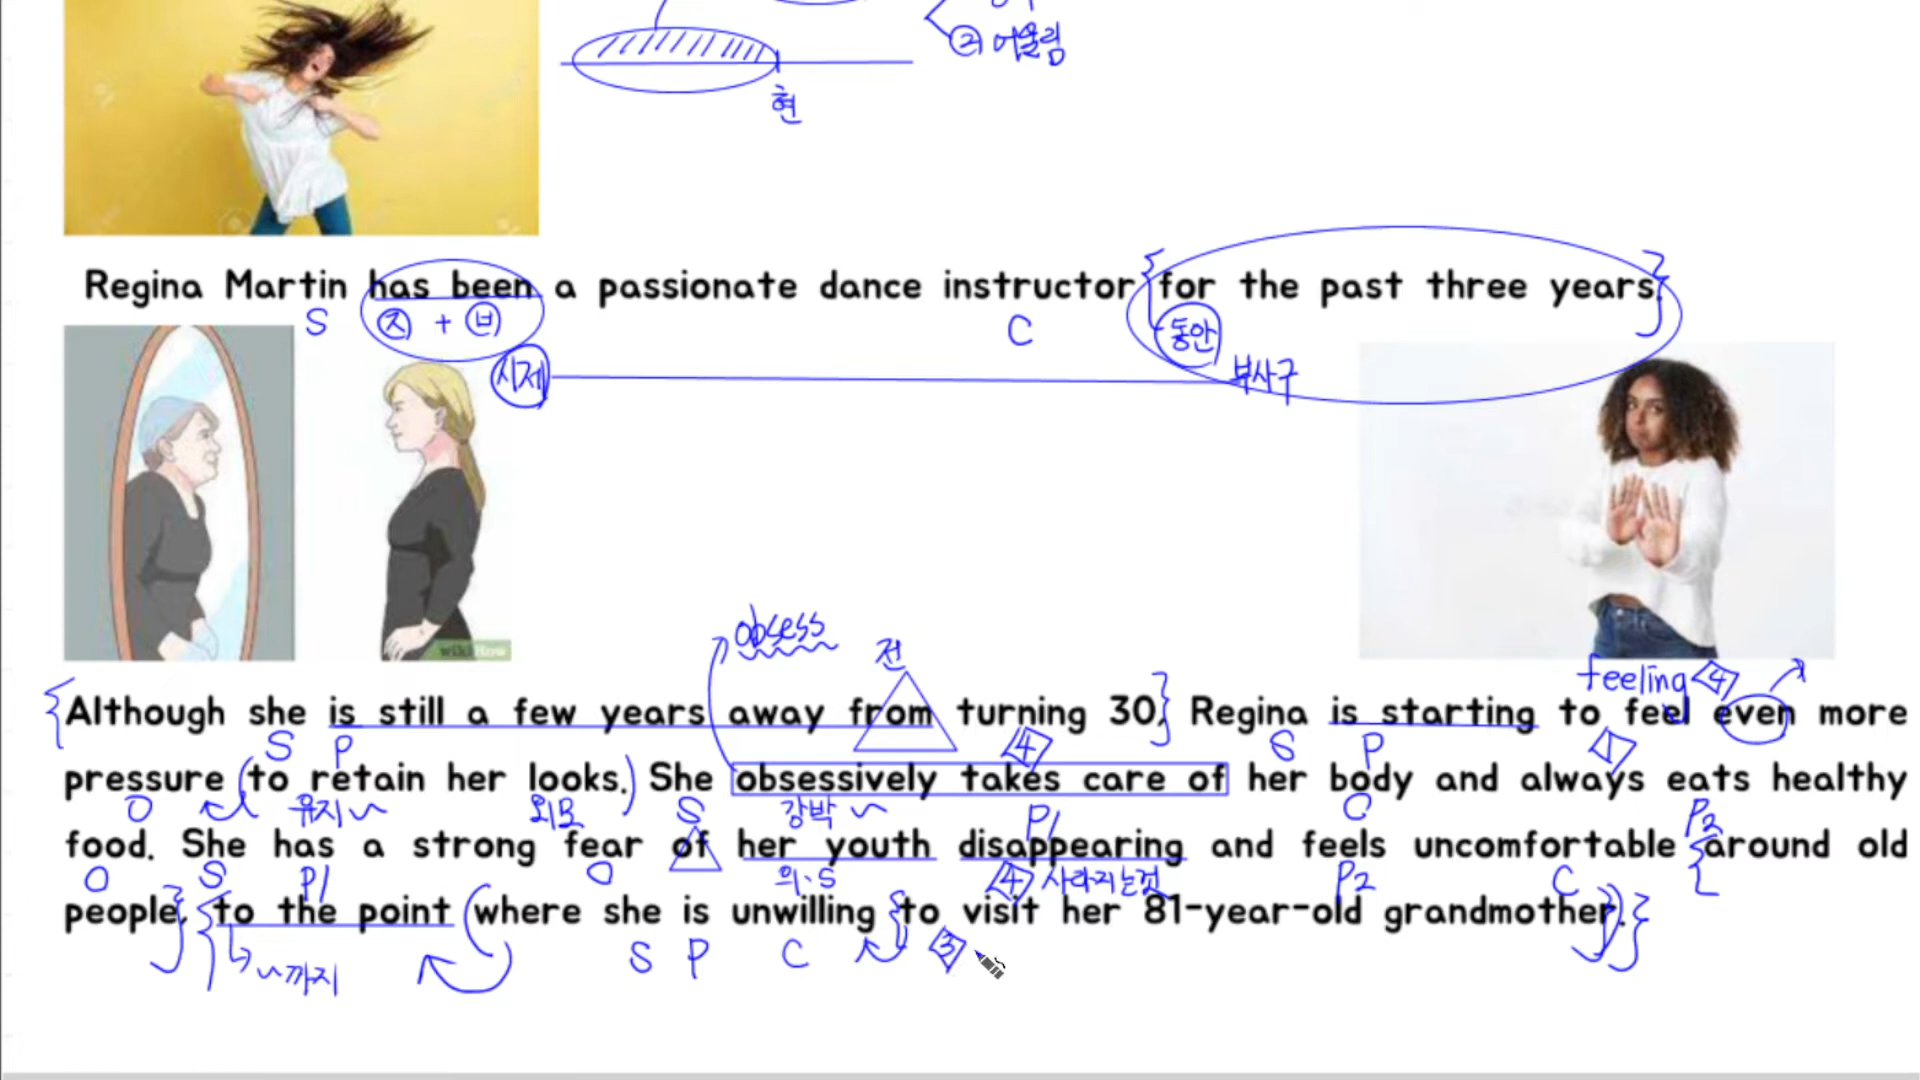 ② 어울림
현
Regina Martin has been a passionate dance instructor { for the past three years. }
S ㉨ + ㉥ C 동안
시제 부사구
obsess
전
wikiHow
feeling ④
{ Although she is still a few years away from turning 30, } Regina is starting to feel even more
S P ④ S P ①
pressure (to retain her looks.) She obsessively takes care of her body and always eats healthy
O 유지~ 외모 S 강박~ P1 O P2
food. She has a strong fear of her youth disappearing and feels uncomfortable { around old
O S P1 O 의.S ④ 사라지는것 P2 C
people, } { to the point (where she is unwilling { to visit her 81-year-old grandmother. } ) }
~까지 S P C ③